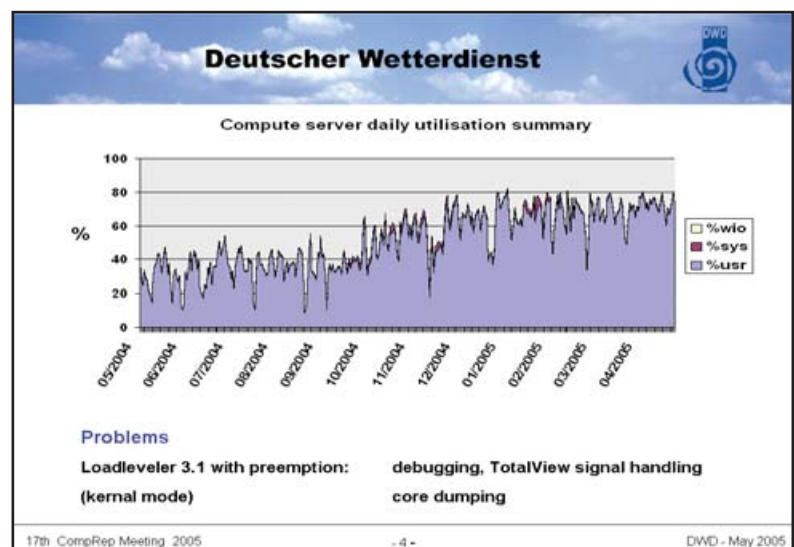 DWD
Deutscher Wetterdienst
Compute server daily utilisation summary
100
80
60
40
20
0
%
%wio
%sys
%usr
05/2004
06/2004
07/2004
08/2004
09/2004
10/2004
11/2004
12/2004
01/2005
02/2005
03/2005
04/2005
Problems
Loadleveler 3.1 with preemption: debugging, TotalView signal handling
(kernal mode) core dumping
17th CompRep Meeting 2005 - 4 - DWD - May 2005